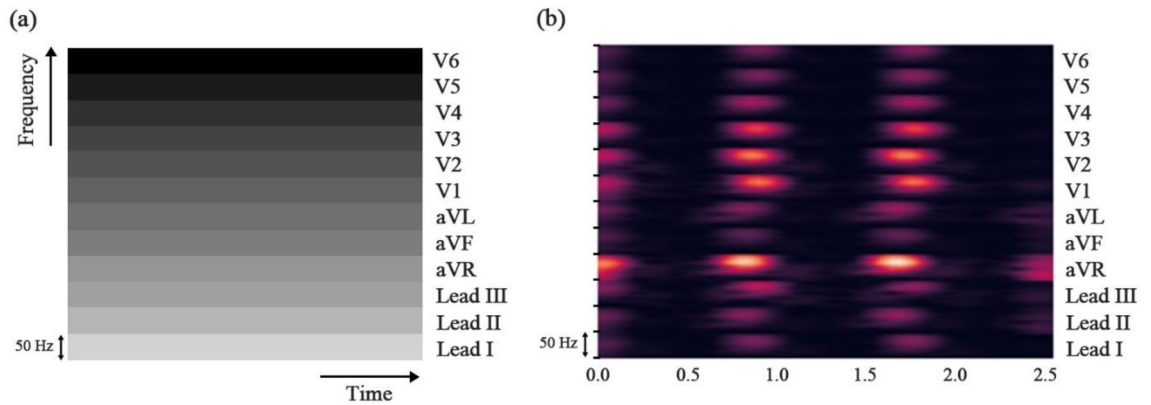 (a)
Frequency
V6
V5
V4
V3
V2
V1
aVL
aVF
aVR
Lead III
Lead II
Lead I
50 Hz
Time
(b)
V6
V5
V4
V3
V2
V1
aVL
aVF
aVR
Lead III
Lead II
Lead I
50 Hz
0.0 0.5 1.0 1.5 2.0 2.5